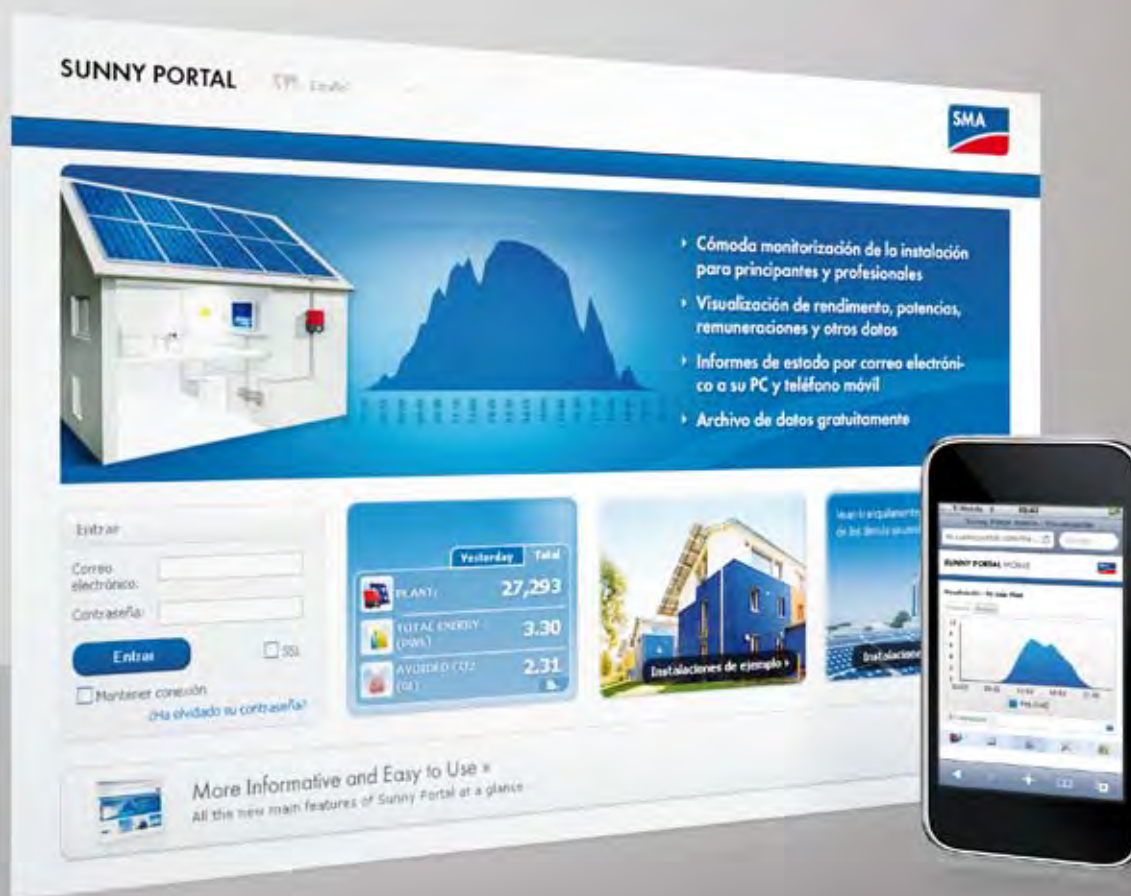 SUNNY PORTAL
SMA
Cómoda monitorización de la instalación
para principantes y profesionales
Visualización de rendimiento, potencias,
remuneraciones y otros datos
Informes de estado por correo electróni-
co a su PC y teléfono móvil
Archivo de datos gratuitamente
Entrar
Correo
electrónico:
Contraseña:
Entrar
SSL
Mantener conexión
¿Ha olvidado su contraseña?
Yesterday Total
PLANT: 27,293
TOTAL ENERGY 3.30
AVOIDED CO2 2.31
Instalaciones de ejemplo »
More Informative and Easy to Use »
All the new main features of Sunny Portal at a glance
SUNNY PORTAL MOBILE